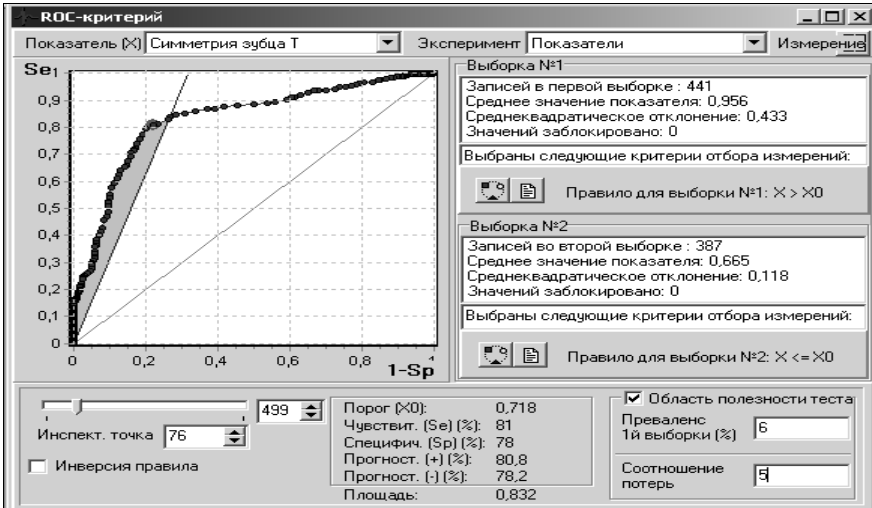 ROC-критерий
Показатель (X) Симметрия зубца T Эксперимент Показатели Измерение
Se
1
0,9
0,8
0,7
0,6
0,5
0,4
0,3
0,2
0,1
0
0 0,2 0,4 0,6 0,8 1
1-Sp
Выборка №1
Записей в первой выборке : 441
Среднее значение показателя: 0,956
Среднеквадратическое отклонение: 0,433
Значений заблокировано: 0
Выбраны следующие критерии отбора измерений:
Правило для выборки №1: X > X0
Выборка №2
Записей во второй выборке : 387
Среднее значение показателя: 0,665
Среднеквадратическое отклонение: 0,118
Значений заблокировано: 0
Выбраны следующие критерии отбора измерений:
Правило для выборки №2: X <= X0
499
Инспект. точка 76
Инверсия правила
Порог (X0): 0,718
Чувствит. (Se) (%): 81
Специфич. (Sp) (%): 78
Прогност. (+) (%): 80,8
Прогност. (-) (%): 78,2
Площадь: 0,832
Область полезности теста
Преваленс
1й выборки (%) 6
Соотношение
потерь 5